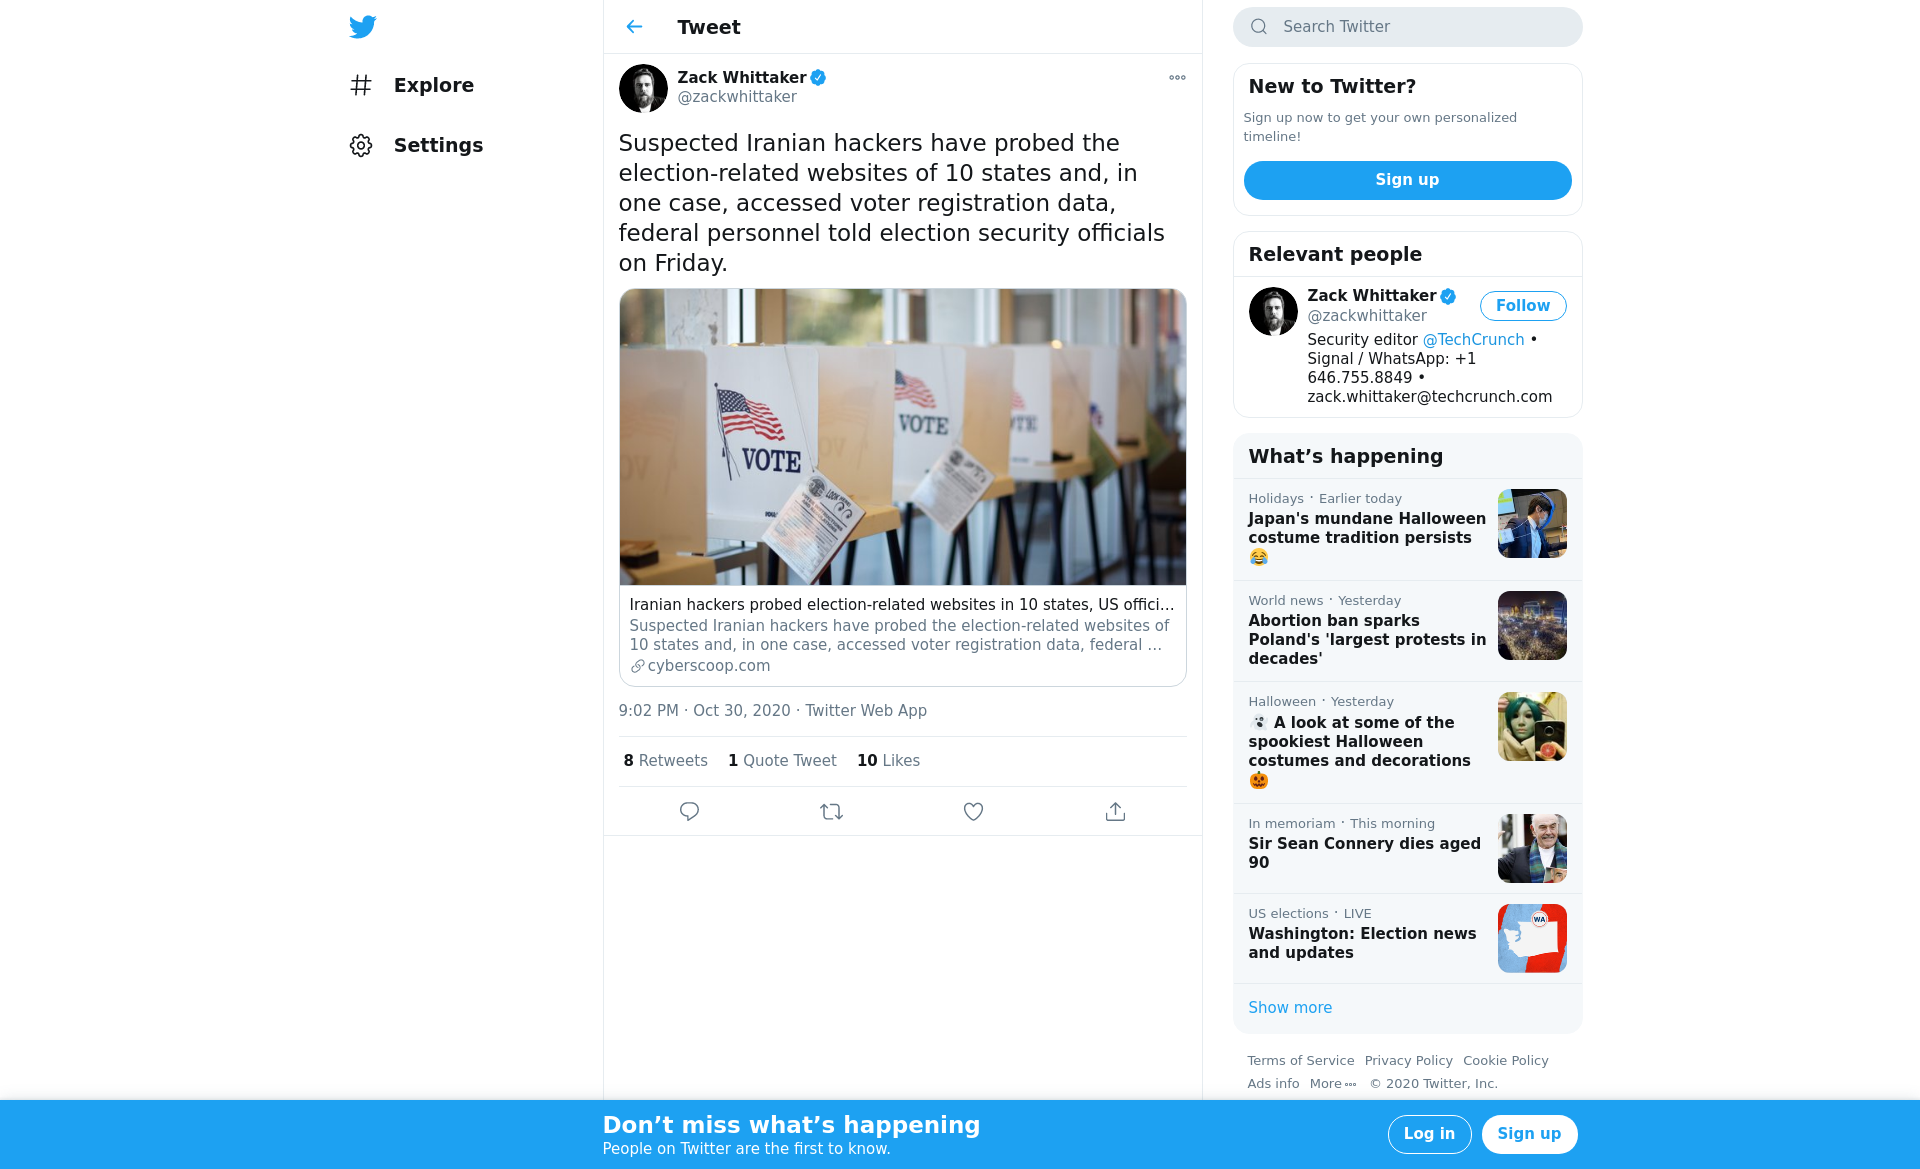 Explore
Settings
Tweet
Zack Whittaker
@zackwhittaker
Suspected Iranian hackers have probed the
election-related websites of 10 states and, in
one case, accessed voter registration data,
federal personnel told election security officials
on Friday.
VOTE
VOTE
Iranian hackers probed election-related websites in 10 states, US offici...
Suspected Iranian hackers have probed the election-related websites of
10 states and, in one case, accessed voter registration data, federal ...
cyberscoop.com
9:02 PM · Oct 30, 2020 · Twitter Web App
8 Retweets 1 Quote Tweet 10 Likes
Search Twitter
New to Twitter?
Sign up now to get your own personalized
timeline!
Sign up
Relevant people
Zack Whittaker
@zackwhittaker
Follow
Security editor @TechCrunch •
Signal / WhatsApp: +1
646.755.8849 •
zack.whittaker@techcrunch.com
What’s happening
Holidays · Earlier today
Japan's mundane Halloween
costume tradition persists
😂
World news · Yesterday
Abortion ban sparks
Poland's 'largest protests in
decades'
Halloween · Yesterday
👻 A look at some of the
spookiest Halloween
costumes and decorations
🎃
In memoriam · This morning
Sir Sean Connery dies aged
90
US elections · LIVE
Washington: Election news
and updates
WA
Show more
Terms of Service Privacy Policy Cookie Policy
Ads info More © 2020 Twitter, Inc.
Don’t miss what’s happening
People on Twitter are the first to know.
Log in
Sign up